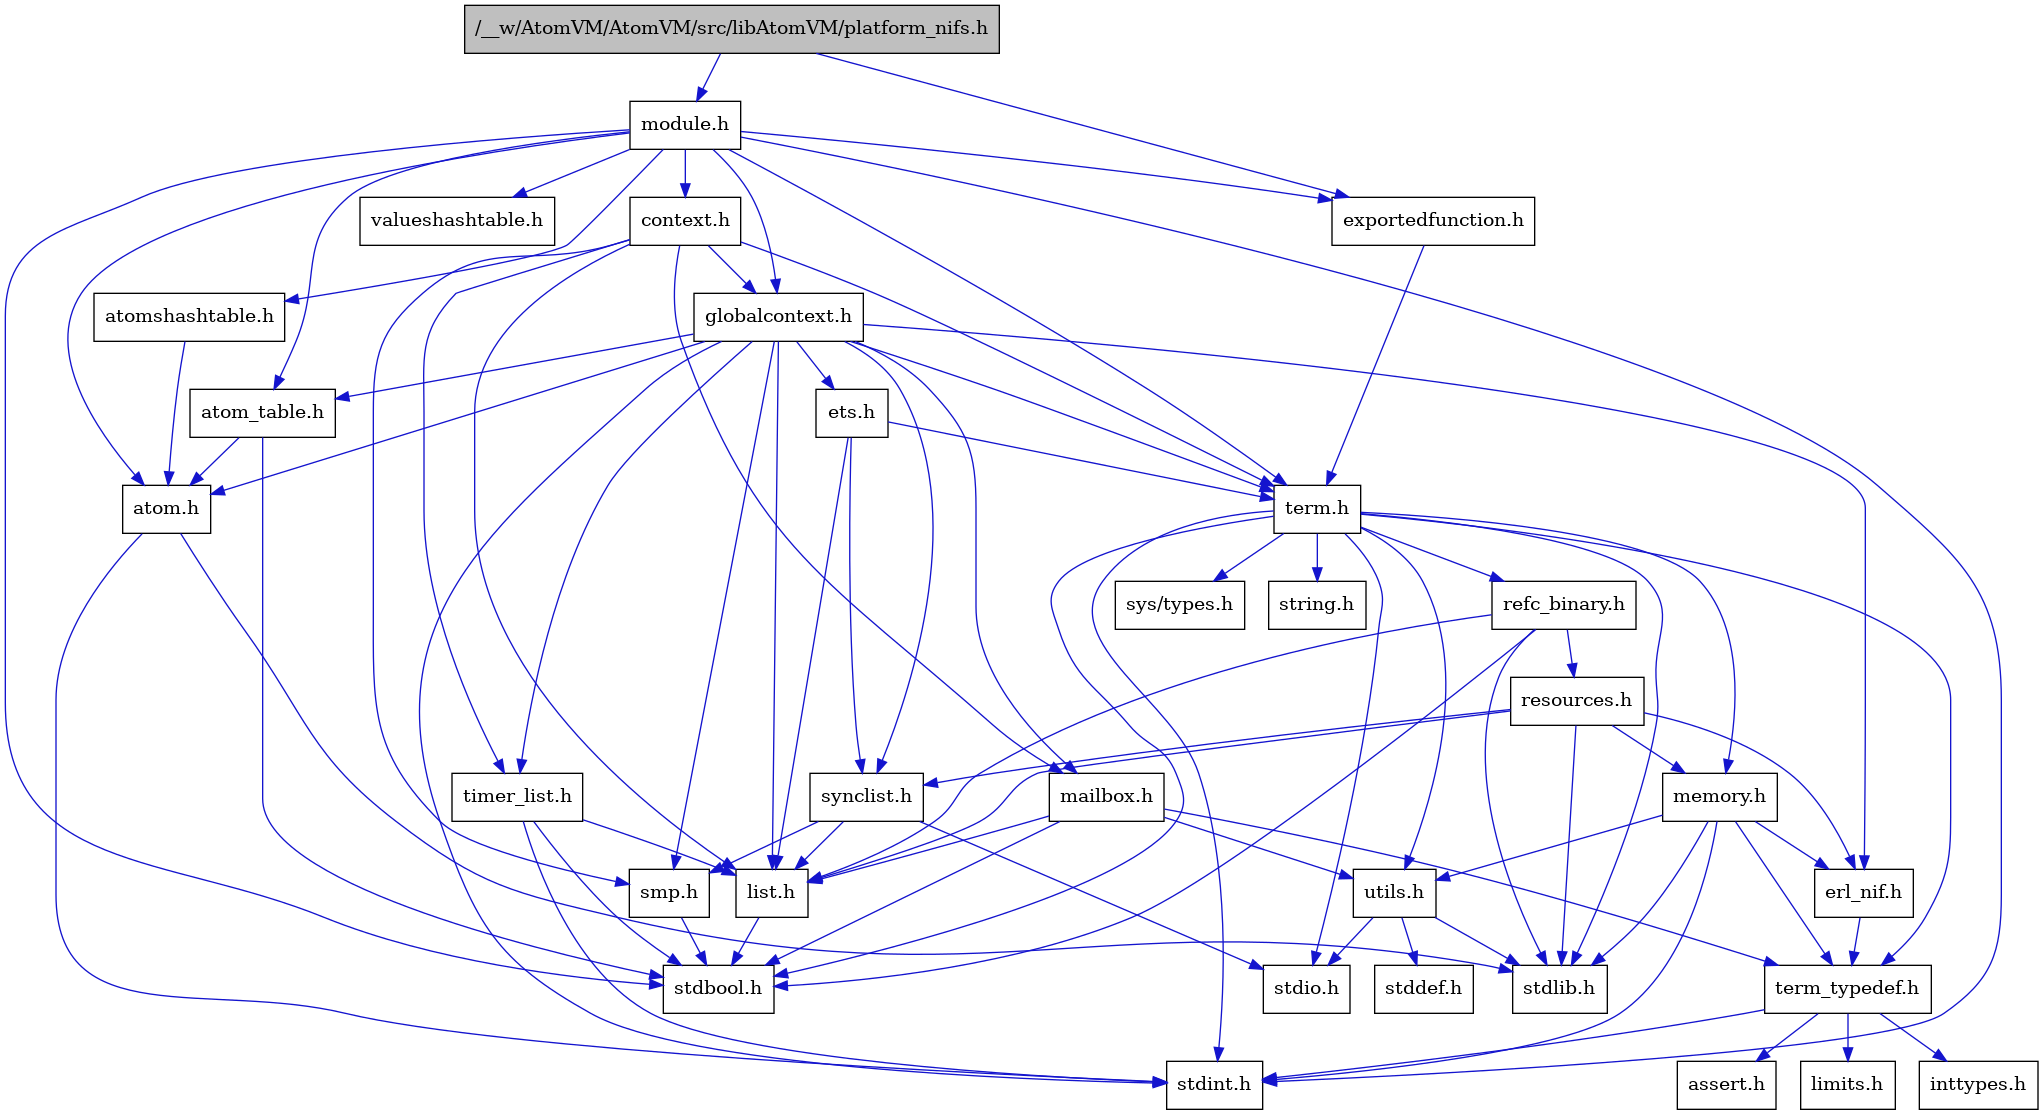 /__w/AtomVM/AtomVM/src/libAtomVM/platform_nifs.h
module.h
valueshashtable.h
context.h
exportedfunction.h
atomshashtable.h
globalcontext.h
atom_table.h
ets.h
atom.h
term.h
sys/types.h
string.h
refc_binary.h
resources.h
timer_list.h
synclist.h
mailbox.h
memory.h
smp.h
list.h
utils.h
erl_nif.h
stdbool.h
stdio.h
stddef.h
stdlib.h
term_typedef.h
stdint.h
assert.h
limits.h
inttypes.h